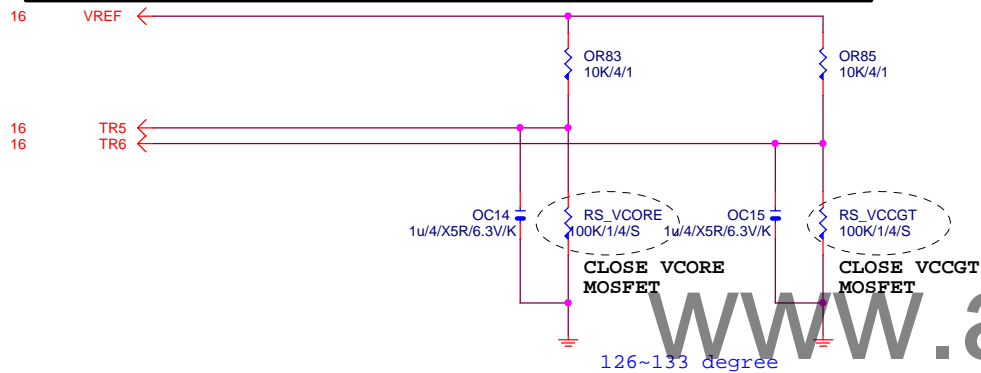 16 VREF
OR83
10K/4/1
OR85
10K/4/1
16 TR5
16 TR6
OC14
1u/4/X5R/6.3V/K
RS_VCORE
100K/1/4/S
OC15
1u/4/X5R/6.3V/K
RS_VCCGT
100K/1/4/S
CLOSE VCORE
MOSFET
CLOSE VCCGT
MOSFET
www.a
126~133 degree